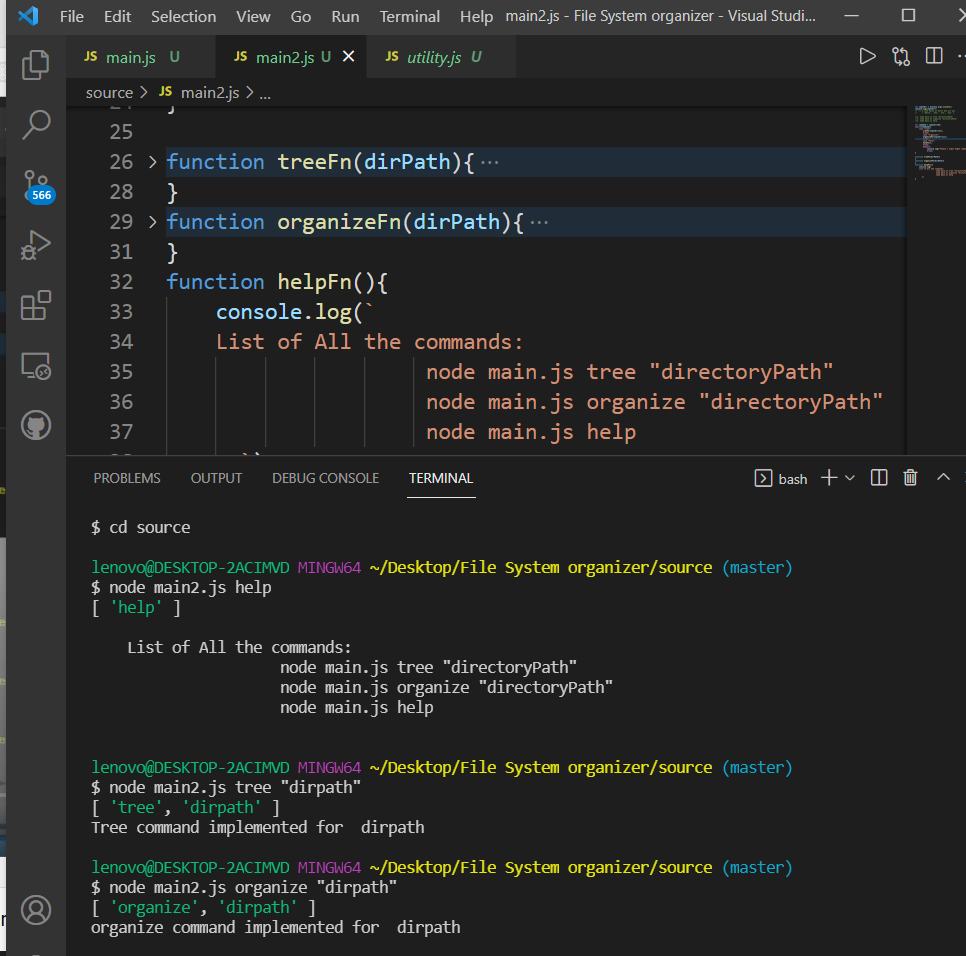 File Edit Selection View Go Run Terminal Help main2.js - File System organizer - Visual Studi...
JS main.js U JS main2.js U JS utility.js U
source > JS main2.js > ...
}
25
26 function treeFn(dirPath){ ...
28 }
29 function organizeFn(dirPath){ ...
31 }
32 function helpFn(){
33 console.log(`
34 List of All the commands:
35 node main.js tree "directoryPath"
36 node main.js organize "directoryPath"
37 node main.js help
566
PROBLEMS OUTPUT DEBUG CONSOLE TERMINAL bash
$ cd source
lenovo@DESKTOP-2ACIMVD MINGW64 ~/Desktop/File System organizer/source (master)
$ node main2.js help
[ 'help' ]
List of All the commands:
node main.js tree "directoryPath"
node main.js organize "directoryPath"
node main.js help
lenovo@DESKTOP-2ACIMVD MINGW64 ~/Desktop/File System organizer/source (master)
$ node main2.js tree "dirpath"
[ 'tree', 'dirpath' ]
Tree command implemented for  dirpath
lenovo@DESKTOP-2ACIMVD MINGW64 ~/Desktop/File System organizer/source (master)
$ node main2.js organize "dirpath"
[ 'organize', 'dirpath' ]
organize command implemented for  dirpath